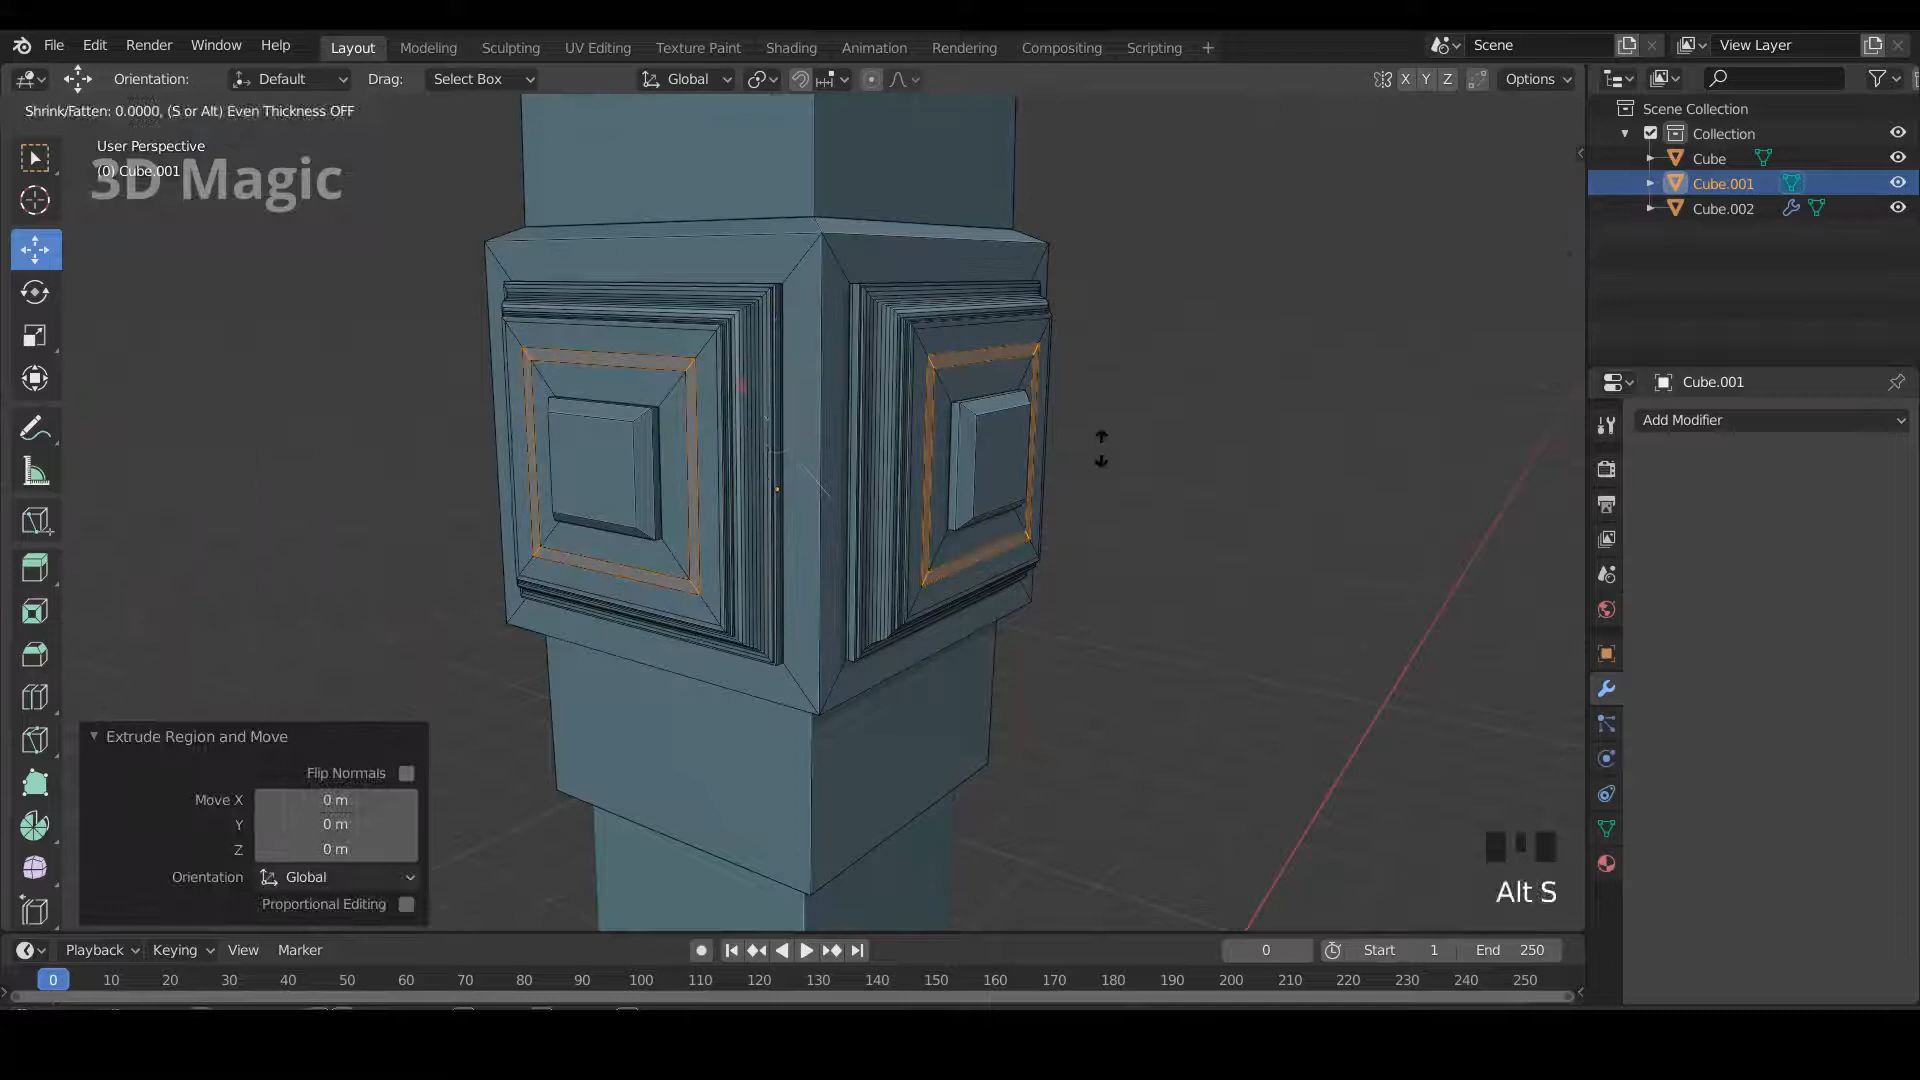 File Edit Render Window Help Layout Modeling Sculpting UV Editing Texture Paint Shading Animation Rendering Compositing Scripting Scene View Layer
Orientation: Default Drag: Select Box Global X Y Z Options
Shrink/Fatten: 0.0000, (S or Alt) Even Thickness OFF
User Perspective
(0) Cube.001
3D Magic
Scene Collection
Collection
Cube
Cube.001
Cube.002
Cube.001
Add Modifier
Extrude Region and Move
Flip Normals
Move X 0 m
Y 0 m
Z 0 m
Orientation Global
Proportional Editing
Alt S
Playback Keying View Marker 0 Start 1 End 250
0 10 20 30 40 50 60 70 80 90 100 110 120 130 140 150 160 170 180 190 200 210 220 230 240 250